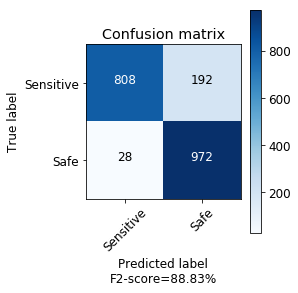 Confusion matrix
True label
Sensitive
808
192
Safe
28
972
Sensitive
Safe
Predicted label
F2-score=88.83%
800
600
400
200